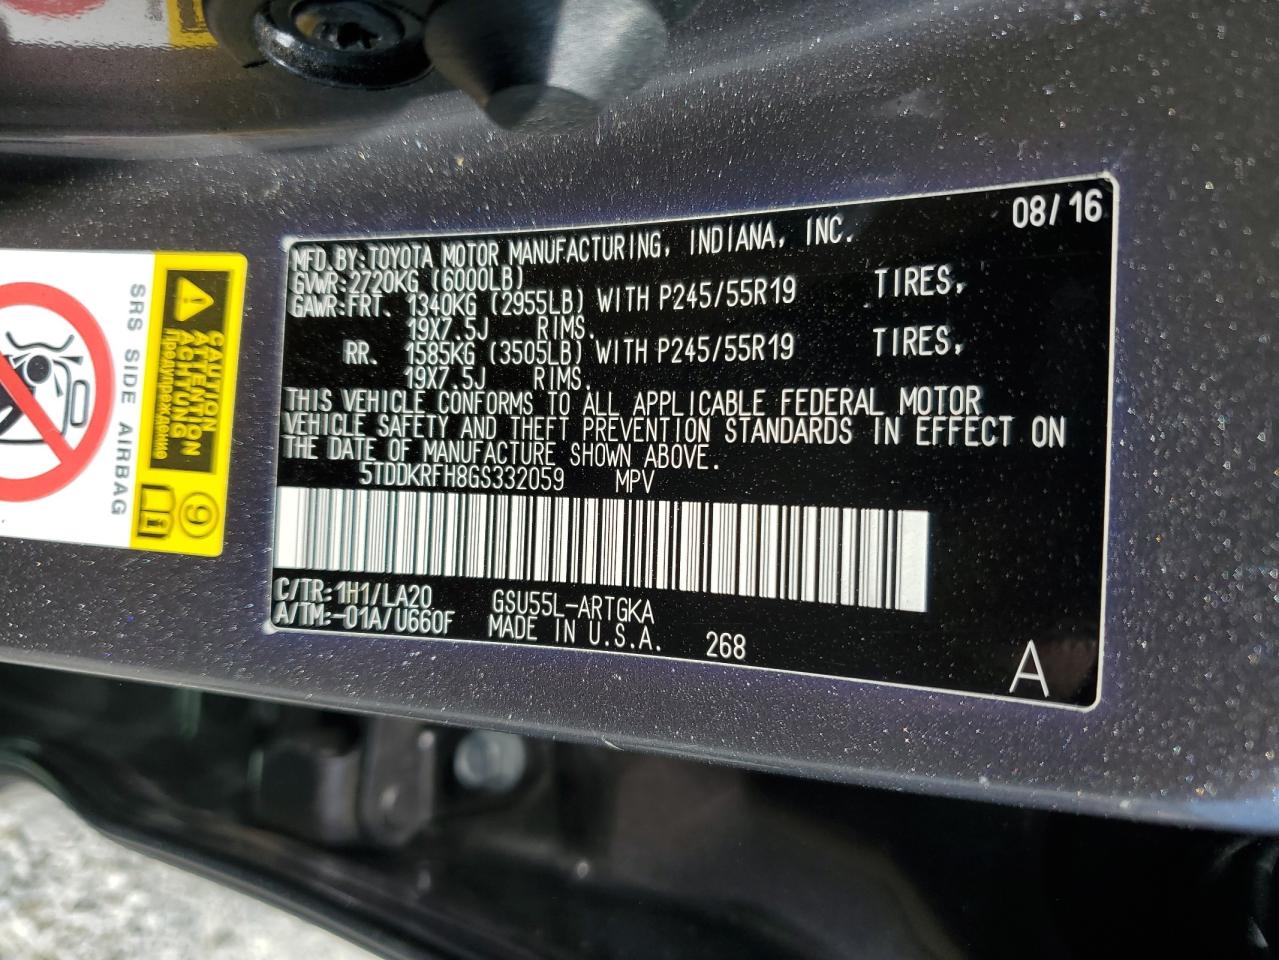 08/16
MFD.BY:TOYOTA MOTOR MANUFACTURING, INDIANA, INC.
GVWR:2720KG (6000LB)
GAWR:FRT. 1340KG (2955LB) WITH P245/55R19 TIRES,
19X7.5J RIMS.
RR. 1585KG (3505LB) WITH P245/55R19 TIRES,
19X7.5J RIMS.
THIS VEHICLE CONFORMS TO ALL APPLICABLE FEDERAL MOTOR
VEHICLE SAFETY AND THEFT PREVENTION STANDARDS IN EFFECT ON
THE DATE OF MANUFACTURE SHOWN ABOVE.
5TDDKRFH8GS332059 MPV
C/TR:1H1/LA20 GSU55L-ARTGKA
A/TM:-01A/U660F MADE IN U.S.A. 268
A
SRS SIDE AIRBAG
CAUTION
ATTENTION
ACHTUNG
Предупреждение
9